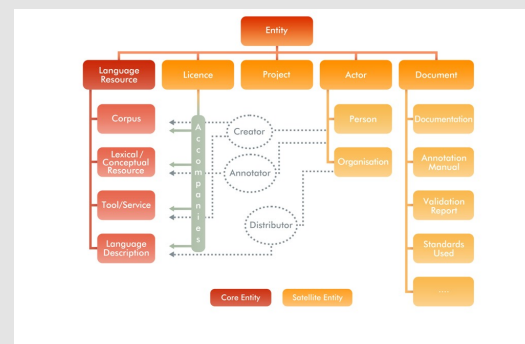 Entity
Language
Resource
Licence
Project
Actor
Document
Corpus
Lexical /
Conceptual
Resource
Tool/Service
Language
Description
Accompanies
Creator
Annotator
Distributor
Person
Organisation
Documentation
Annotation
Manual
Validation
Report
Standards
Used
.....
Core Entity
Satellite Entity